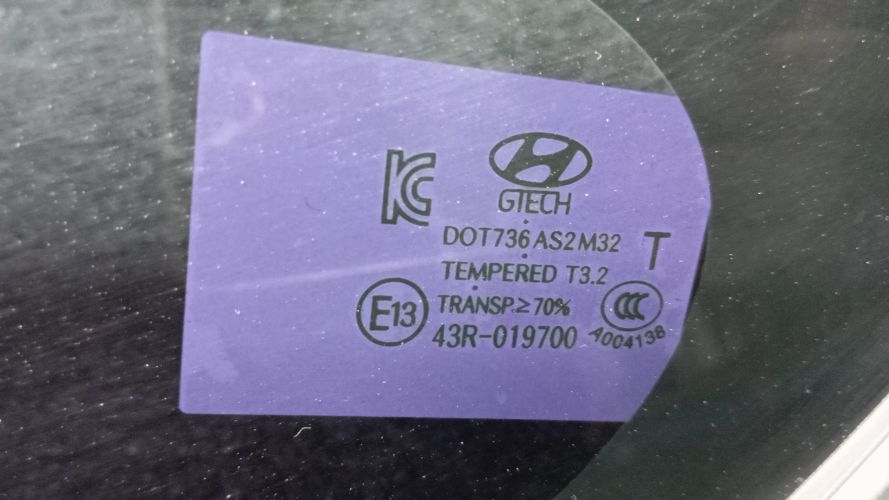 KC
GTECH
DOT736 AS2 M32
T
TEMPERED T3.2
E13
TRANSP.≥70%
CCC
43R-019700
A004138